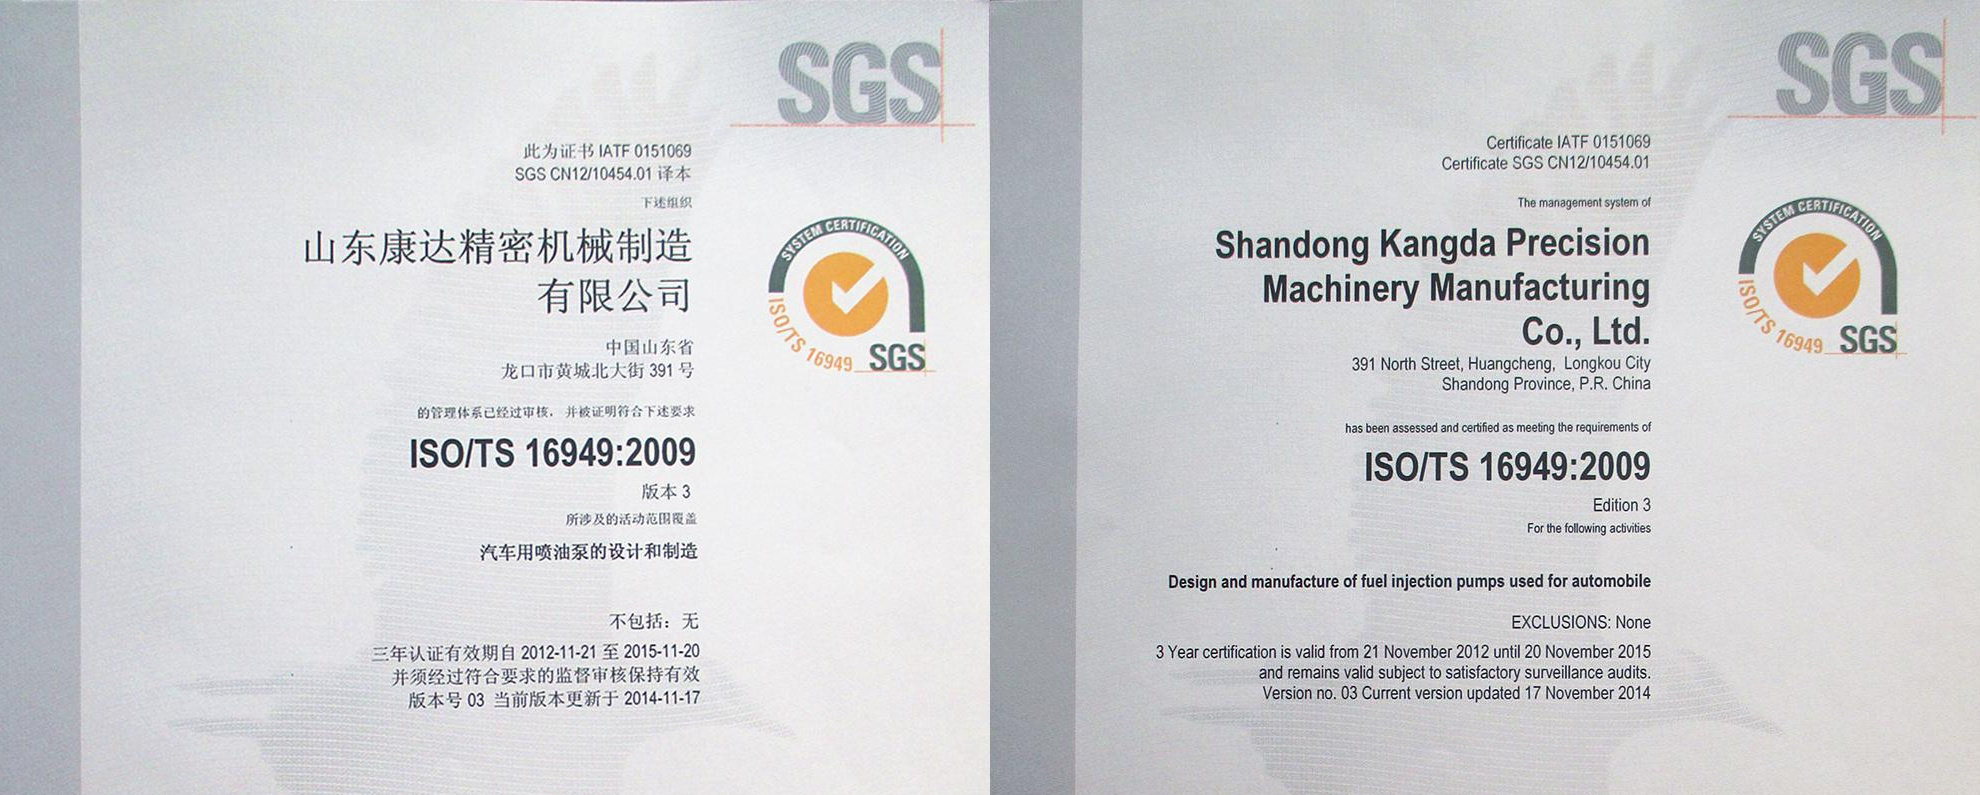 SGS
此为证书 IATF 0151069
SGS CN12/10454.01 译本
下述组织
山东康达精密机械制造
有限公司
SYSTEM CERTIFICATION
ISO/TS 16949
SGS
中国山东省
龙口市黄城北大街 391 号
的管理体系已经过审核， 并被证明符合下述要求
ISO/TS 16949:2009
版本 3
所涉及的活动范围覆盖
汽车用喷油泵的设计和制造
不包括：无
三年认证有效期自 2012-11-21 至 2015-11-20
并须经过符合要求的监督审核保持有效
版本号 03 当前版本更新于 2014-11-17
SGS
Certificate IATF 0151069
Certificate SGS CN12/10454.01
The management system of
Shandong Kangda Precision
Machinery Manufacturing
Co., Ltd.
SYSTEM CERTIFICATION
ISO/TS 16949
SGS
391 North Street, Huangcheng, Longkou City
Shandong Province, P.R. China
has been assessed and certified as meeting the requirements of
ISO/TS 16949:2009
Edition 3
For the following activities
Design and manufacture of fuel injection pumps used for automobile
EXCLUSIONS: None
3 Year certification is valid from 21 November 2012 until 20 November 2015
and remains valid subject to satisfactory surveillance audits.
Version no. 03 Current version updated 17 November 2014